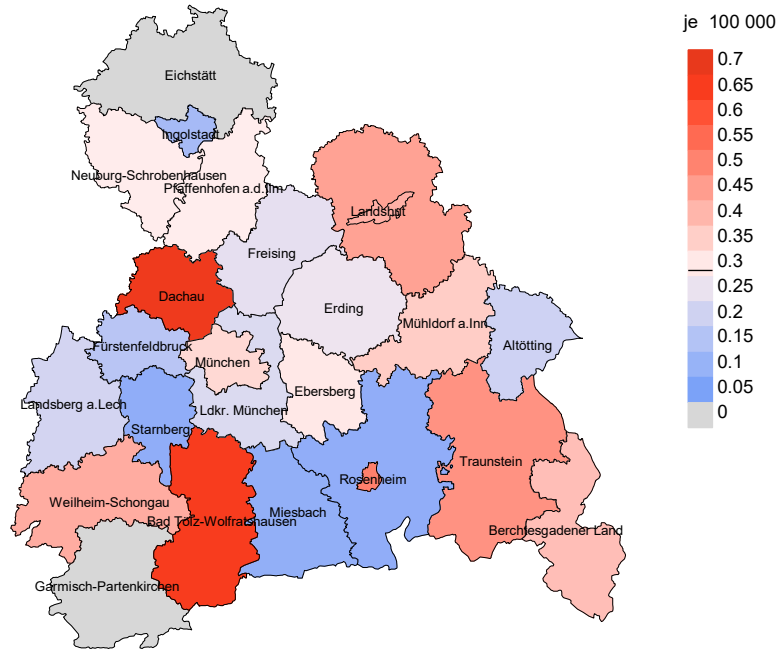 je 100 000
0.7
0.65
0.6
0.55
0.5
0.45
0.4
0.35
0.3
0.25
0.2
0.15
0.1
0.05
0
Eichstätt
Ingolstadt
Neuburg-Schrobenhausen
Pfaffenhofen a.d.Ilm
Landshut
Freising
Dachau
Erding
Mühldorf a.Inn
Fürstenfeldbruck
Altötting
München
Ebersberg
Landsberg a.Lech
Ldkr. München
Starnberg
Traunstein
Rosenheim
Weilheim-Schongau
Miesbach
Bad Tölz-Wolfratshausen
Berchtesgadener Land
Garmisch-Partenkirchen